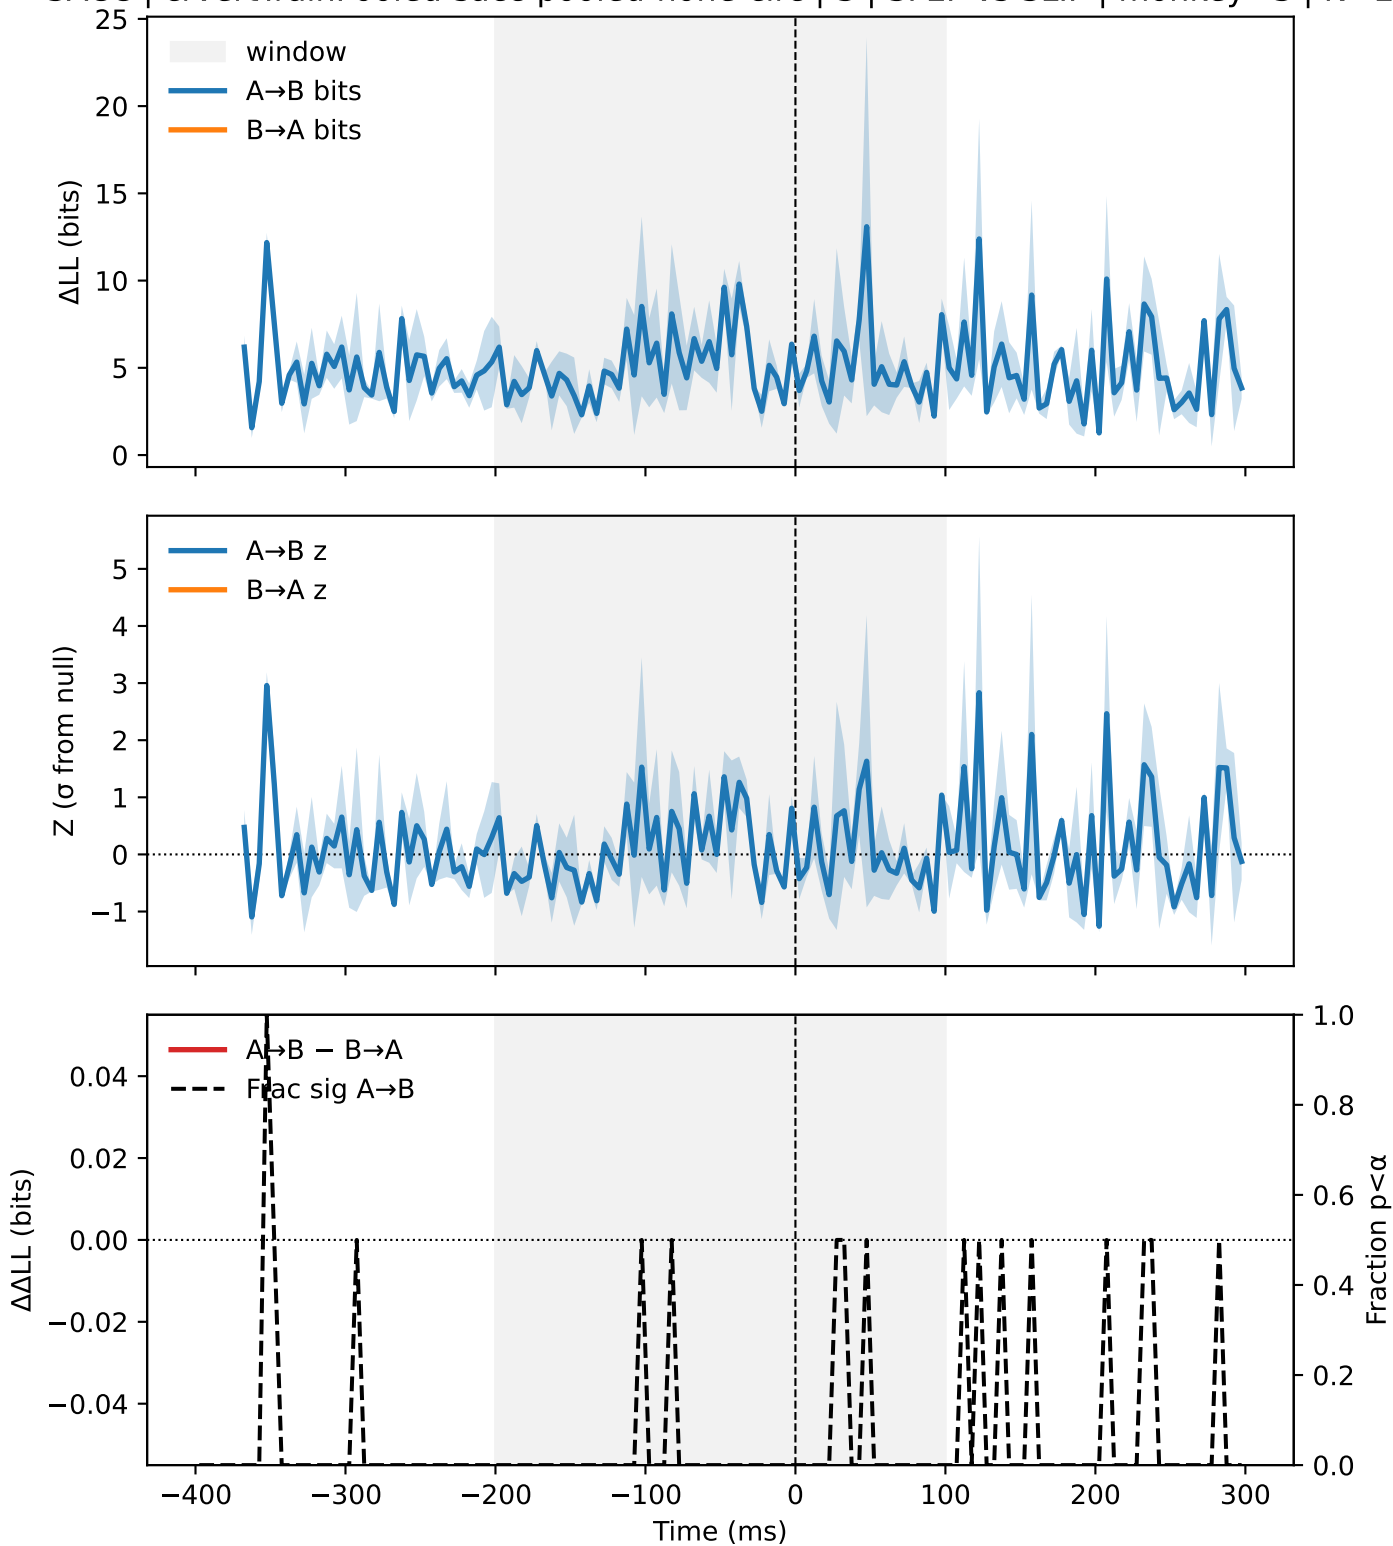 window
A→B bits
B→A bits
ΔLL (bits)
25
20
15
10
5
0
A→B z
B→A z
Z (σ from null)
5
4
3
2
1
0
−1
A→B − B→A
Frac sig A→B
ΔΔLL (bits)
0.04
0.02
0.00
−0.02
−0.04
Fraction p<α
1.0
0.8
0.6
0.4
0.2
0.0
−400 −300 −200 −100 0 100 200 300
Time (ms)